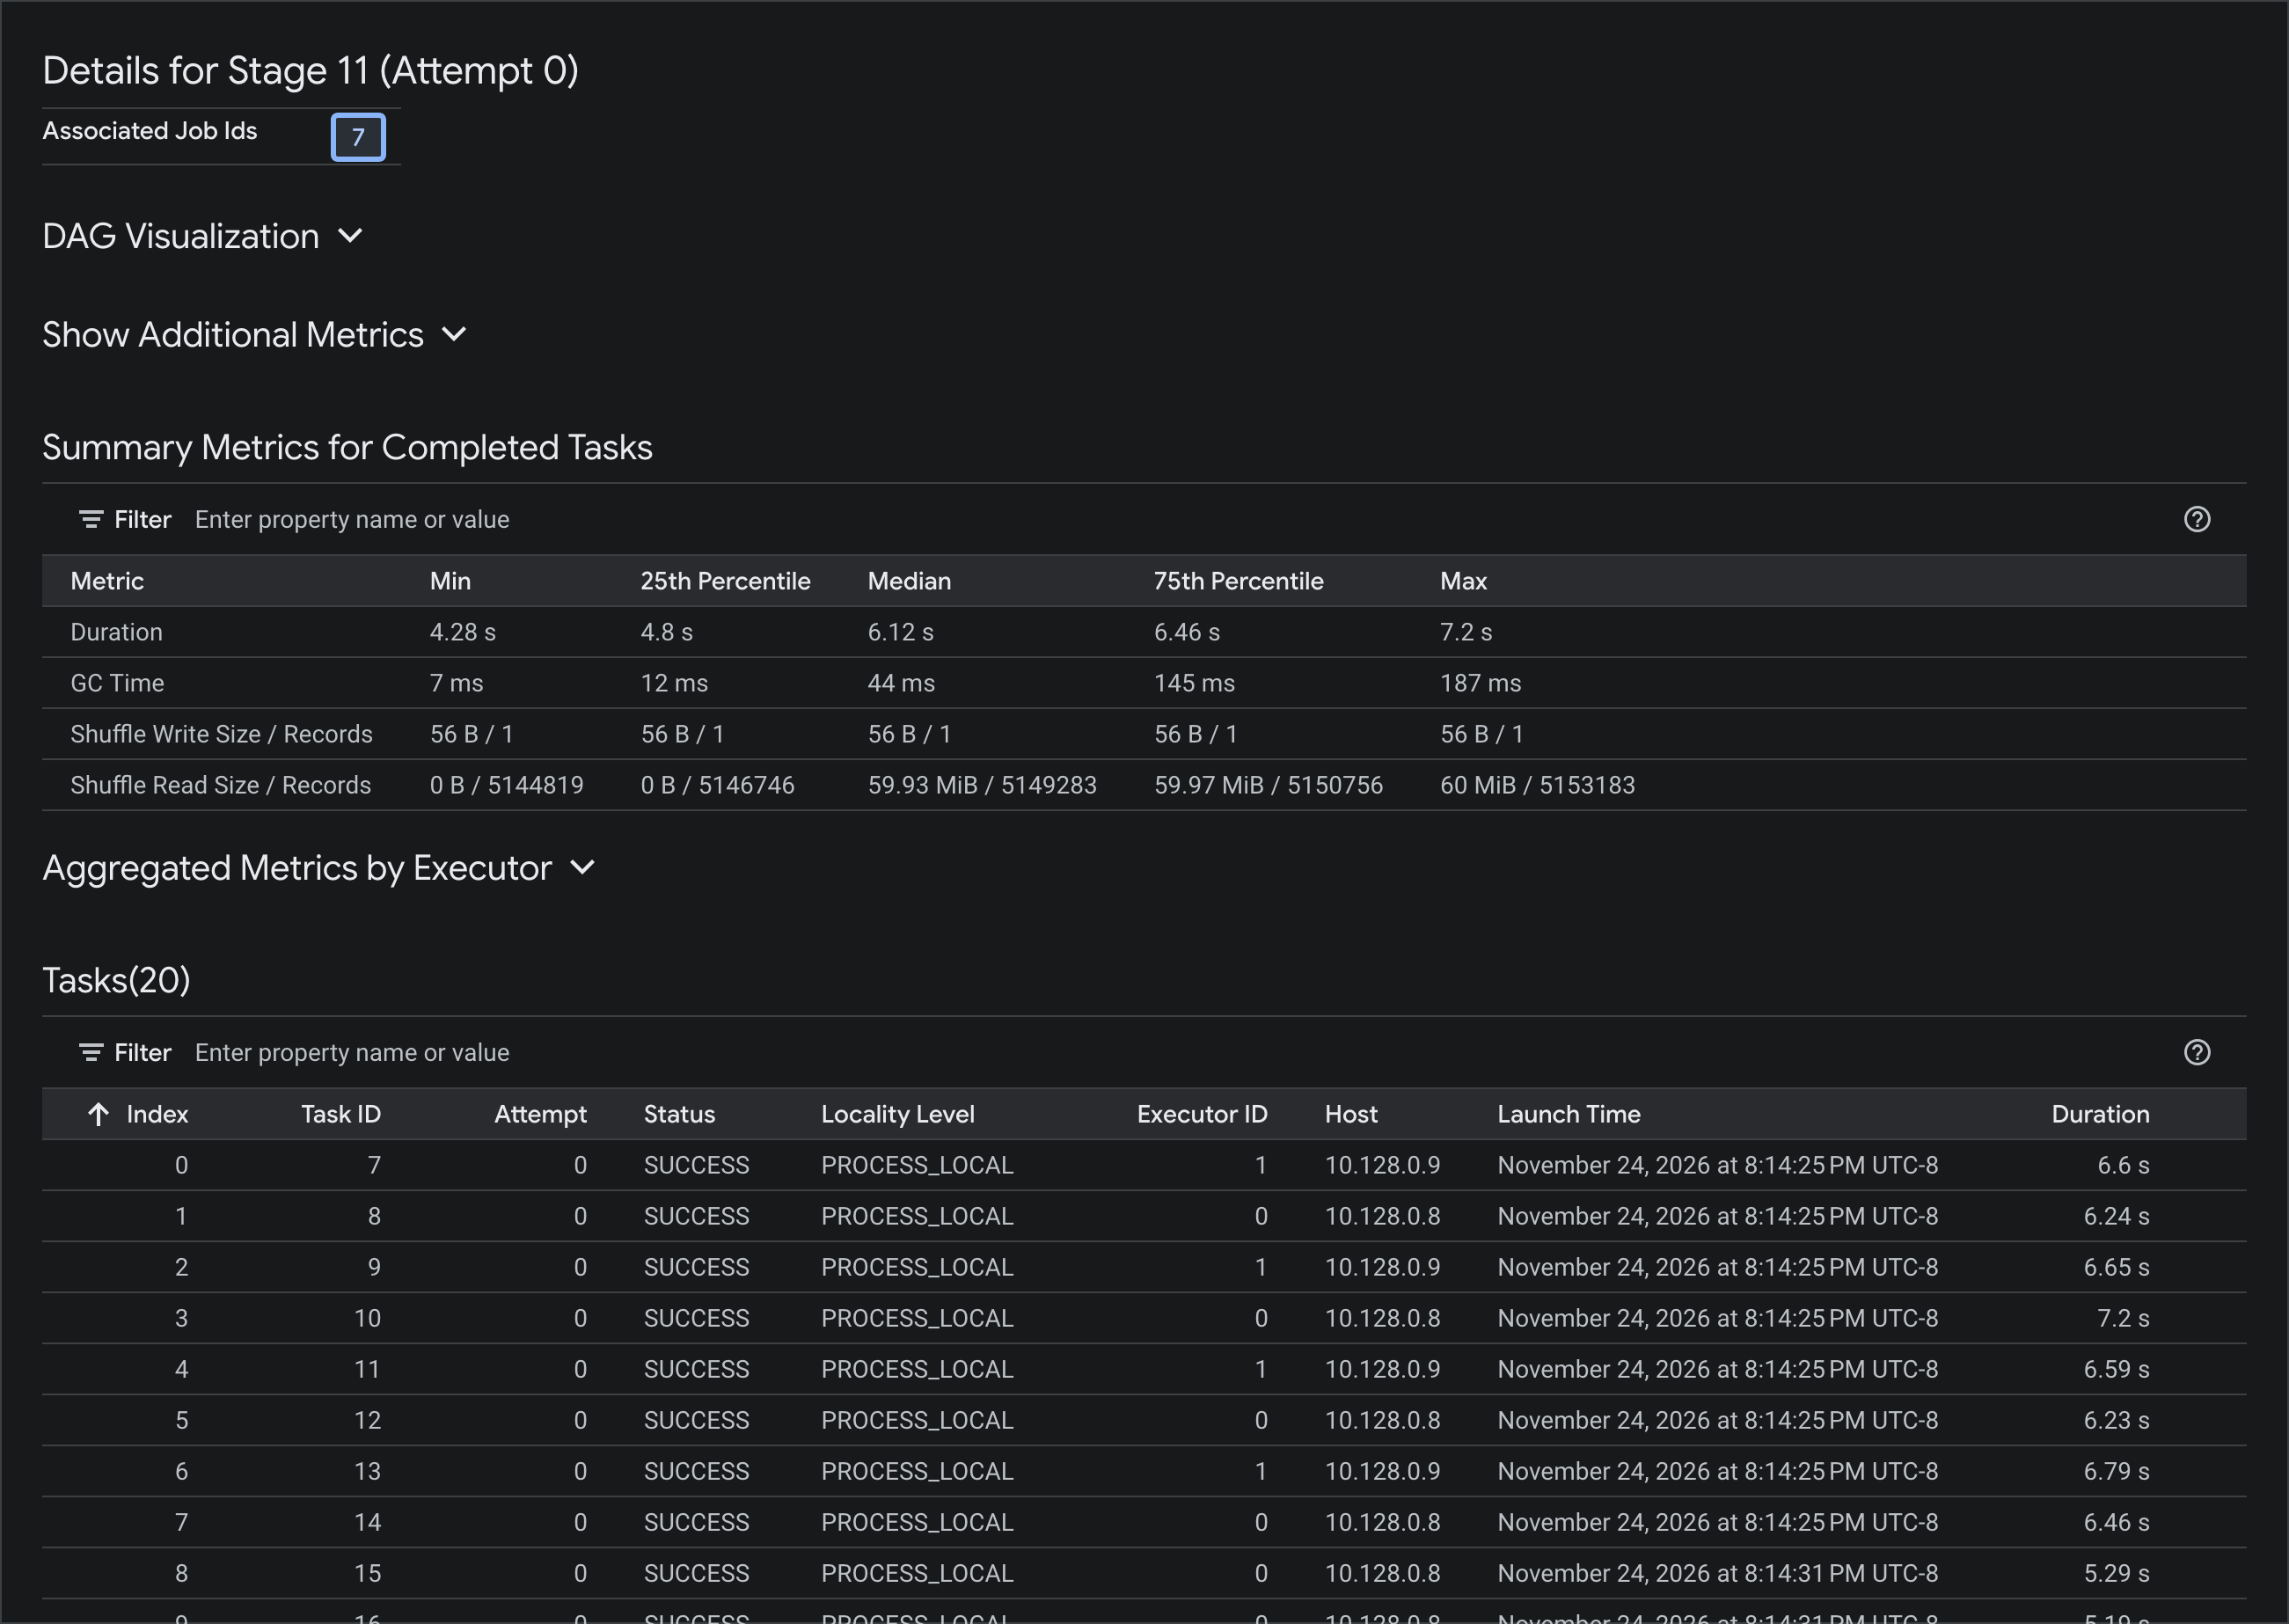 Details for Stage 11 (Attempt 0)
Associated Job Ids 7
DAG Visualization
Show Additional Metrics
Summary Metrics for Completed Tasks
Filter Enter property name or value
Metric Min 25th Percentile Median 75th Percentile Max
Duration 4.28 s 4.8 s 6.12 s 6.46 s 7.2 s
GC Time 7 ms 12 ms 44 ms 145 ms 187 ms
Shuffle Write Size / Records 56 B / 1 56 B / 1 56 B / 1 56 B / 1 56 B / 1
Shuffle Read Size / Records 0 B / 5144819 0 B / 5146746 59.93 MiB / 5149283 59.97 MiB / 5150756 60 MiB / 5153183
Aggregated Metrics by Executor
Tasks(20)
Filter Enter property name or value
Index Task ID Attempt Status Locality Level Executor ID Host Launch Time Duration
0 7 0 SUCCESS PROCESS_LOCAL 1 10.128.0.9 November 24, 2026 at 8:14:25 PM UTC-8 6.6 s
1 8 0 SUCCESS PROCESS_LOCAL 0 10.128.0.8 November 24, 2026 at 8:14:25 PM UTC-8 6.24 s
2 9 0 SUCCESS PROCESS_LOCAL 1 10.128.0.9 November 24, 2026 at 8:14:25 PM UTC-8 6.65 s
3 10 0 SUCCESS PROCESS_LOCAL 0 10.128.0.8 November 24, 2026 at 8:14:25 PM UTC-8 7.2 s
4 11 0 SUCCESS PROCESS_LOCAL 1 10.128.0.9 November 24, 2026 at 8:14:25 PM UTC-8 6.59 s
5 12 0 SUCCESS PROCESS_LOCAL 0 10.128.0.8 November 24, 2026 at 8:14:25 PM UTC-8 6.23 s
6 13 0 SUCCESS PROCESS_LOCAL 1 10.128.0.9 November 24, 2026 at 8:14:25 PM UTC-8 6.79 s
7 14 0 SUCCESS PROCESS_LOCAL 0 10.128.0.8 November 24, 2026 at 8:14:25 PM UTC-8 6.46 s
8 15 0 SUCCESS PROCESS_LOCAL 0 10.128.0.8 November 24, 2026 at 8:14:31 PM UTC-8 5.29 s